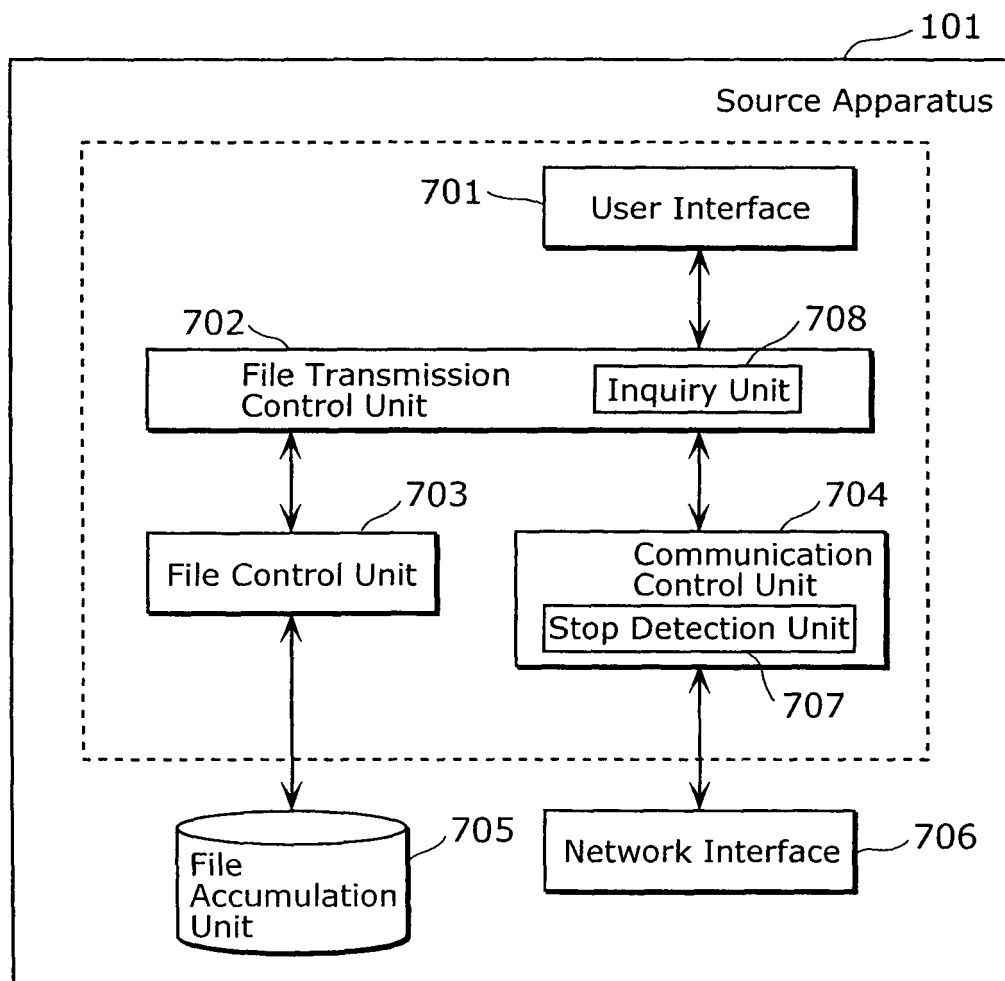 101
Source Apparatus
701
User Interface
702
708
File Transmission
Control Unit
Inquiry Unit
703
704
File Control Unit
Communication
Control Unit
Stop Detection Unit
707
705
706
File
Accumulation
Unit
Network Interface